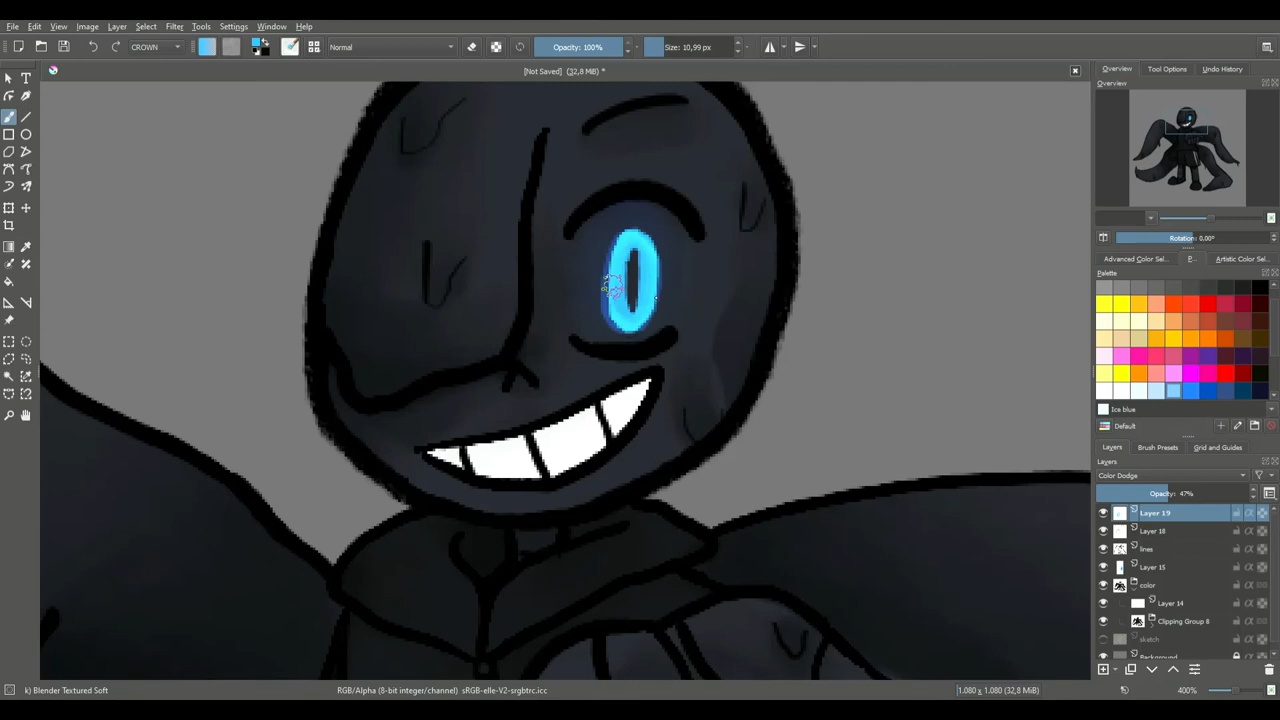 File Edit View Image Layer Select Filter Tools Settings Window Help
CROWN Normal Opacity: 100% Size: 10,99 px
[Not Saved] (32,8 MiB) *
Overview Tool Options Undo History
Overview
Rotation: 0,00°
Advanced Color Sel... P... Artistic Color Sel...
Palette
Ice blue
Default
Layers Brush Presets Grid and Guides
Layers
Color Dodge
Opacity: 47%
Layer 19
Layer 18
lines
Layer 15
color
Layer 14
Clipping Group 6
sketch
Background
k) Blender Textured Soft RGB/Alpha (8-bit integer/channel) sRGB-elle-V2-srgbtrc.icc 1.080 x 1.080 (32,8 MiB) 400%